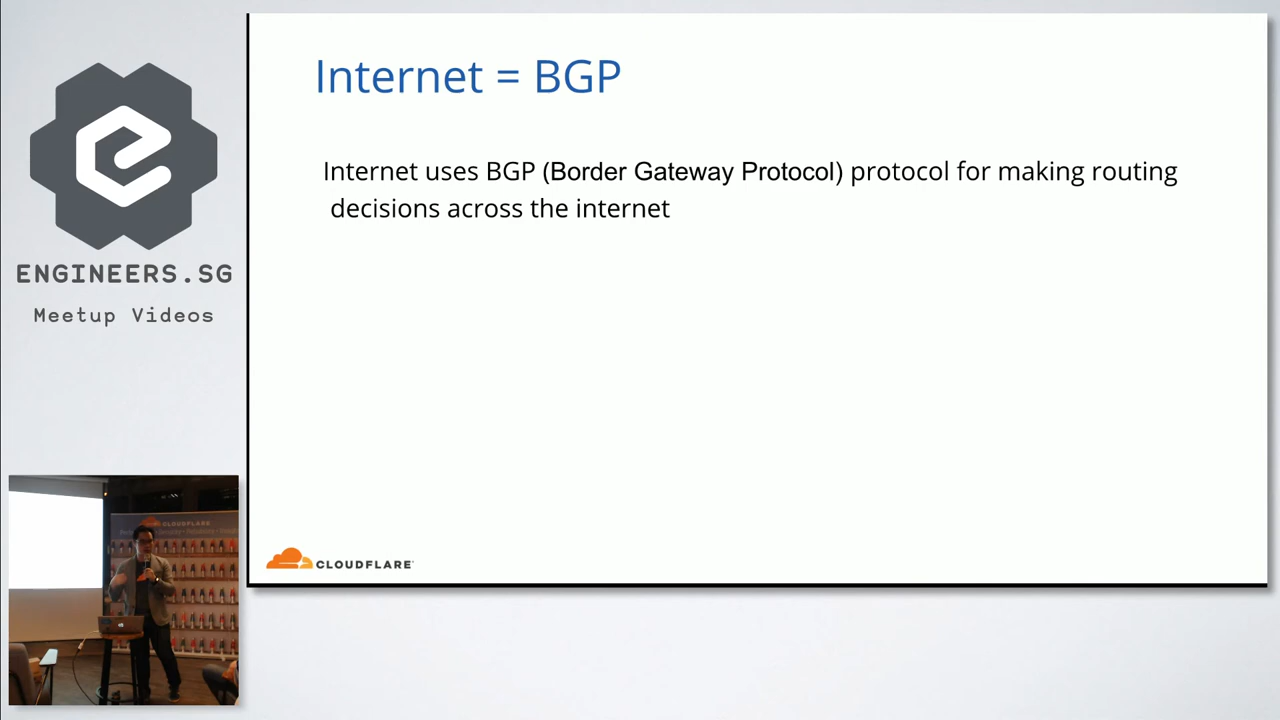 Internet = BGP
Internet uses BGP (Border Gateway Protocol) protocol for making routing
decisions across the internet
ENGINEERS.SG
Meetup Videos
CLOUDFLARE
CLOUDFLARE